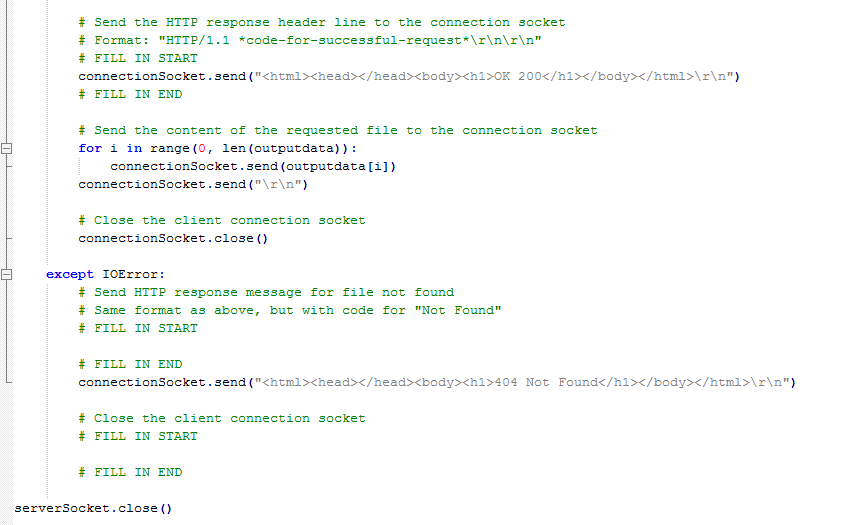 # Send the HTTP response header line to the connection socket
# Format: "HTTP/1.1 *code-for-successful-request*\r\n\r\n"
# FILL IN START
connectionSocket.send("<html><head></head><body><h1>OK 200</h1></body></html>\r\n")
# FILL IN END
# Send the content of the requested file to the connection socket
for i in range(0, len(outputdata)):
connectionSocket.send(outputdata[i])
connectionSocket.send("\r\n")
# Close the client connection socket
connectionSocket.close()
except IOError:
# Send HTTP response message for file not found
# Same format as above, but with code for "Not Found"
# FILL IN START
# FILL IN END
connectionSocket.send("<html><head></head><body><h1>404 Not Found</h1></body></html>\r\n")
# Close the client connection socket
# FILL IN START
# FILL IN END
serverSocket.close()